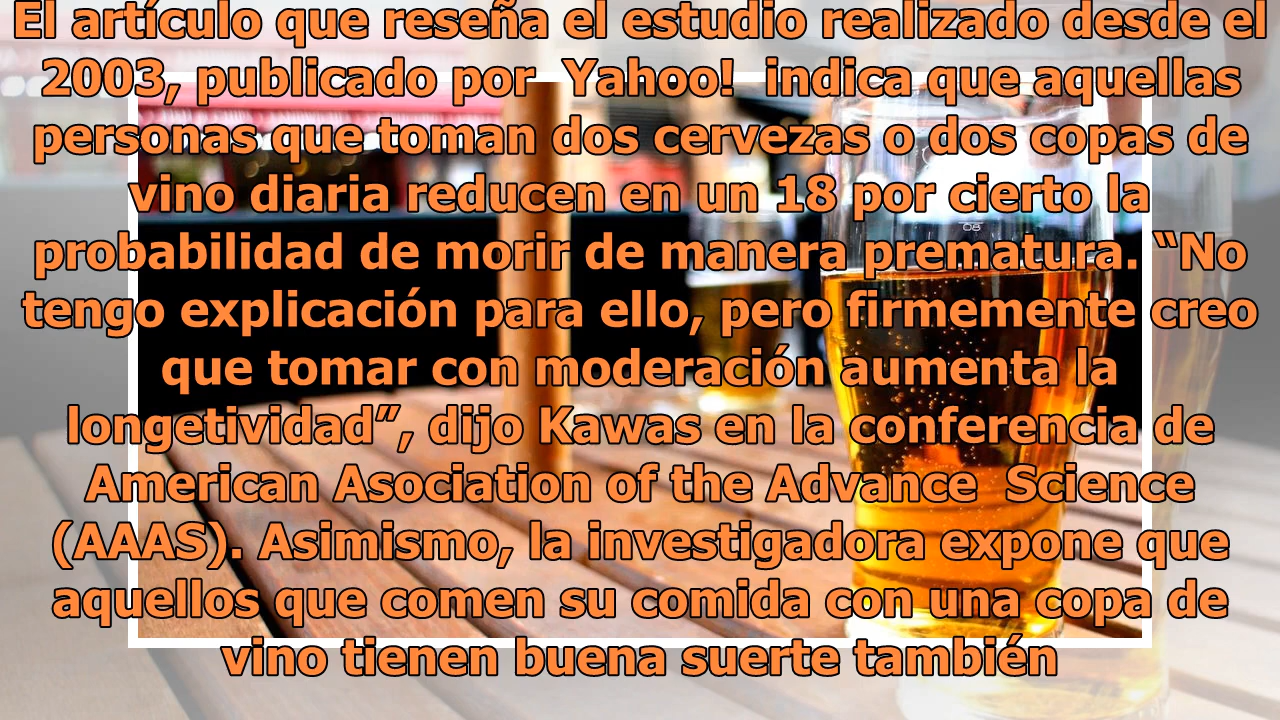 El artículo que reseña el estudio realizado desde el
2003, publicado por  Yahoo!  indica que aquellas
personas que toman dos cervezas o dos copas de
vino diaria reducen en un 18 por cierto la
probabilidad de morir de manera prematura. “No
tengo explicación para ello, pero firmemente creo
que tomar con moderación aumenta la
longetividad”, dijo Kawas en la conferencia de
American Asociation of the Advance  Science
(AAAS). Asimismo, la investigadora expone que
aquellos que comen su comida con una copa de
vino tienen buena suerte también